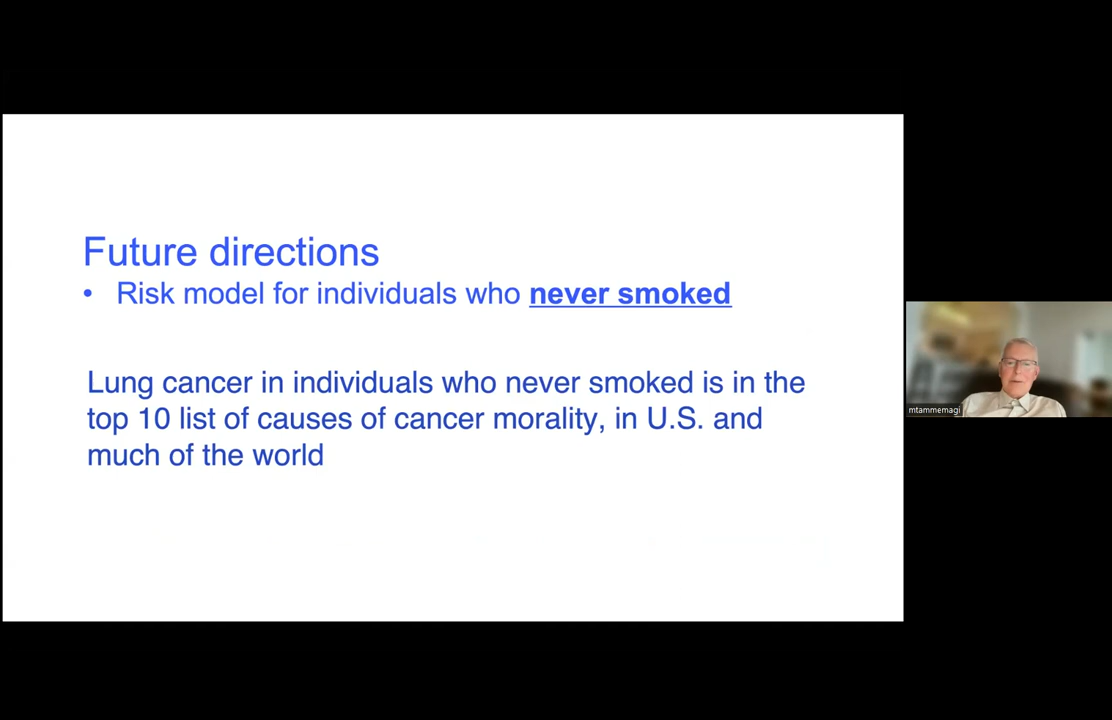 Future directions
• Risk model for individuals who never smoked
Lung cancer in individuals who never smoked is in the
top 10 list of causes of cancer morality, in U.S. and
much of the world
mtammemagi